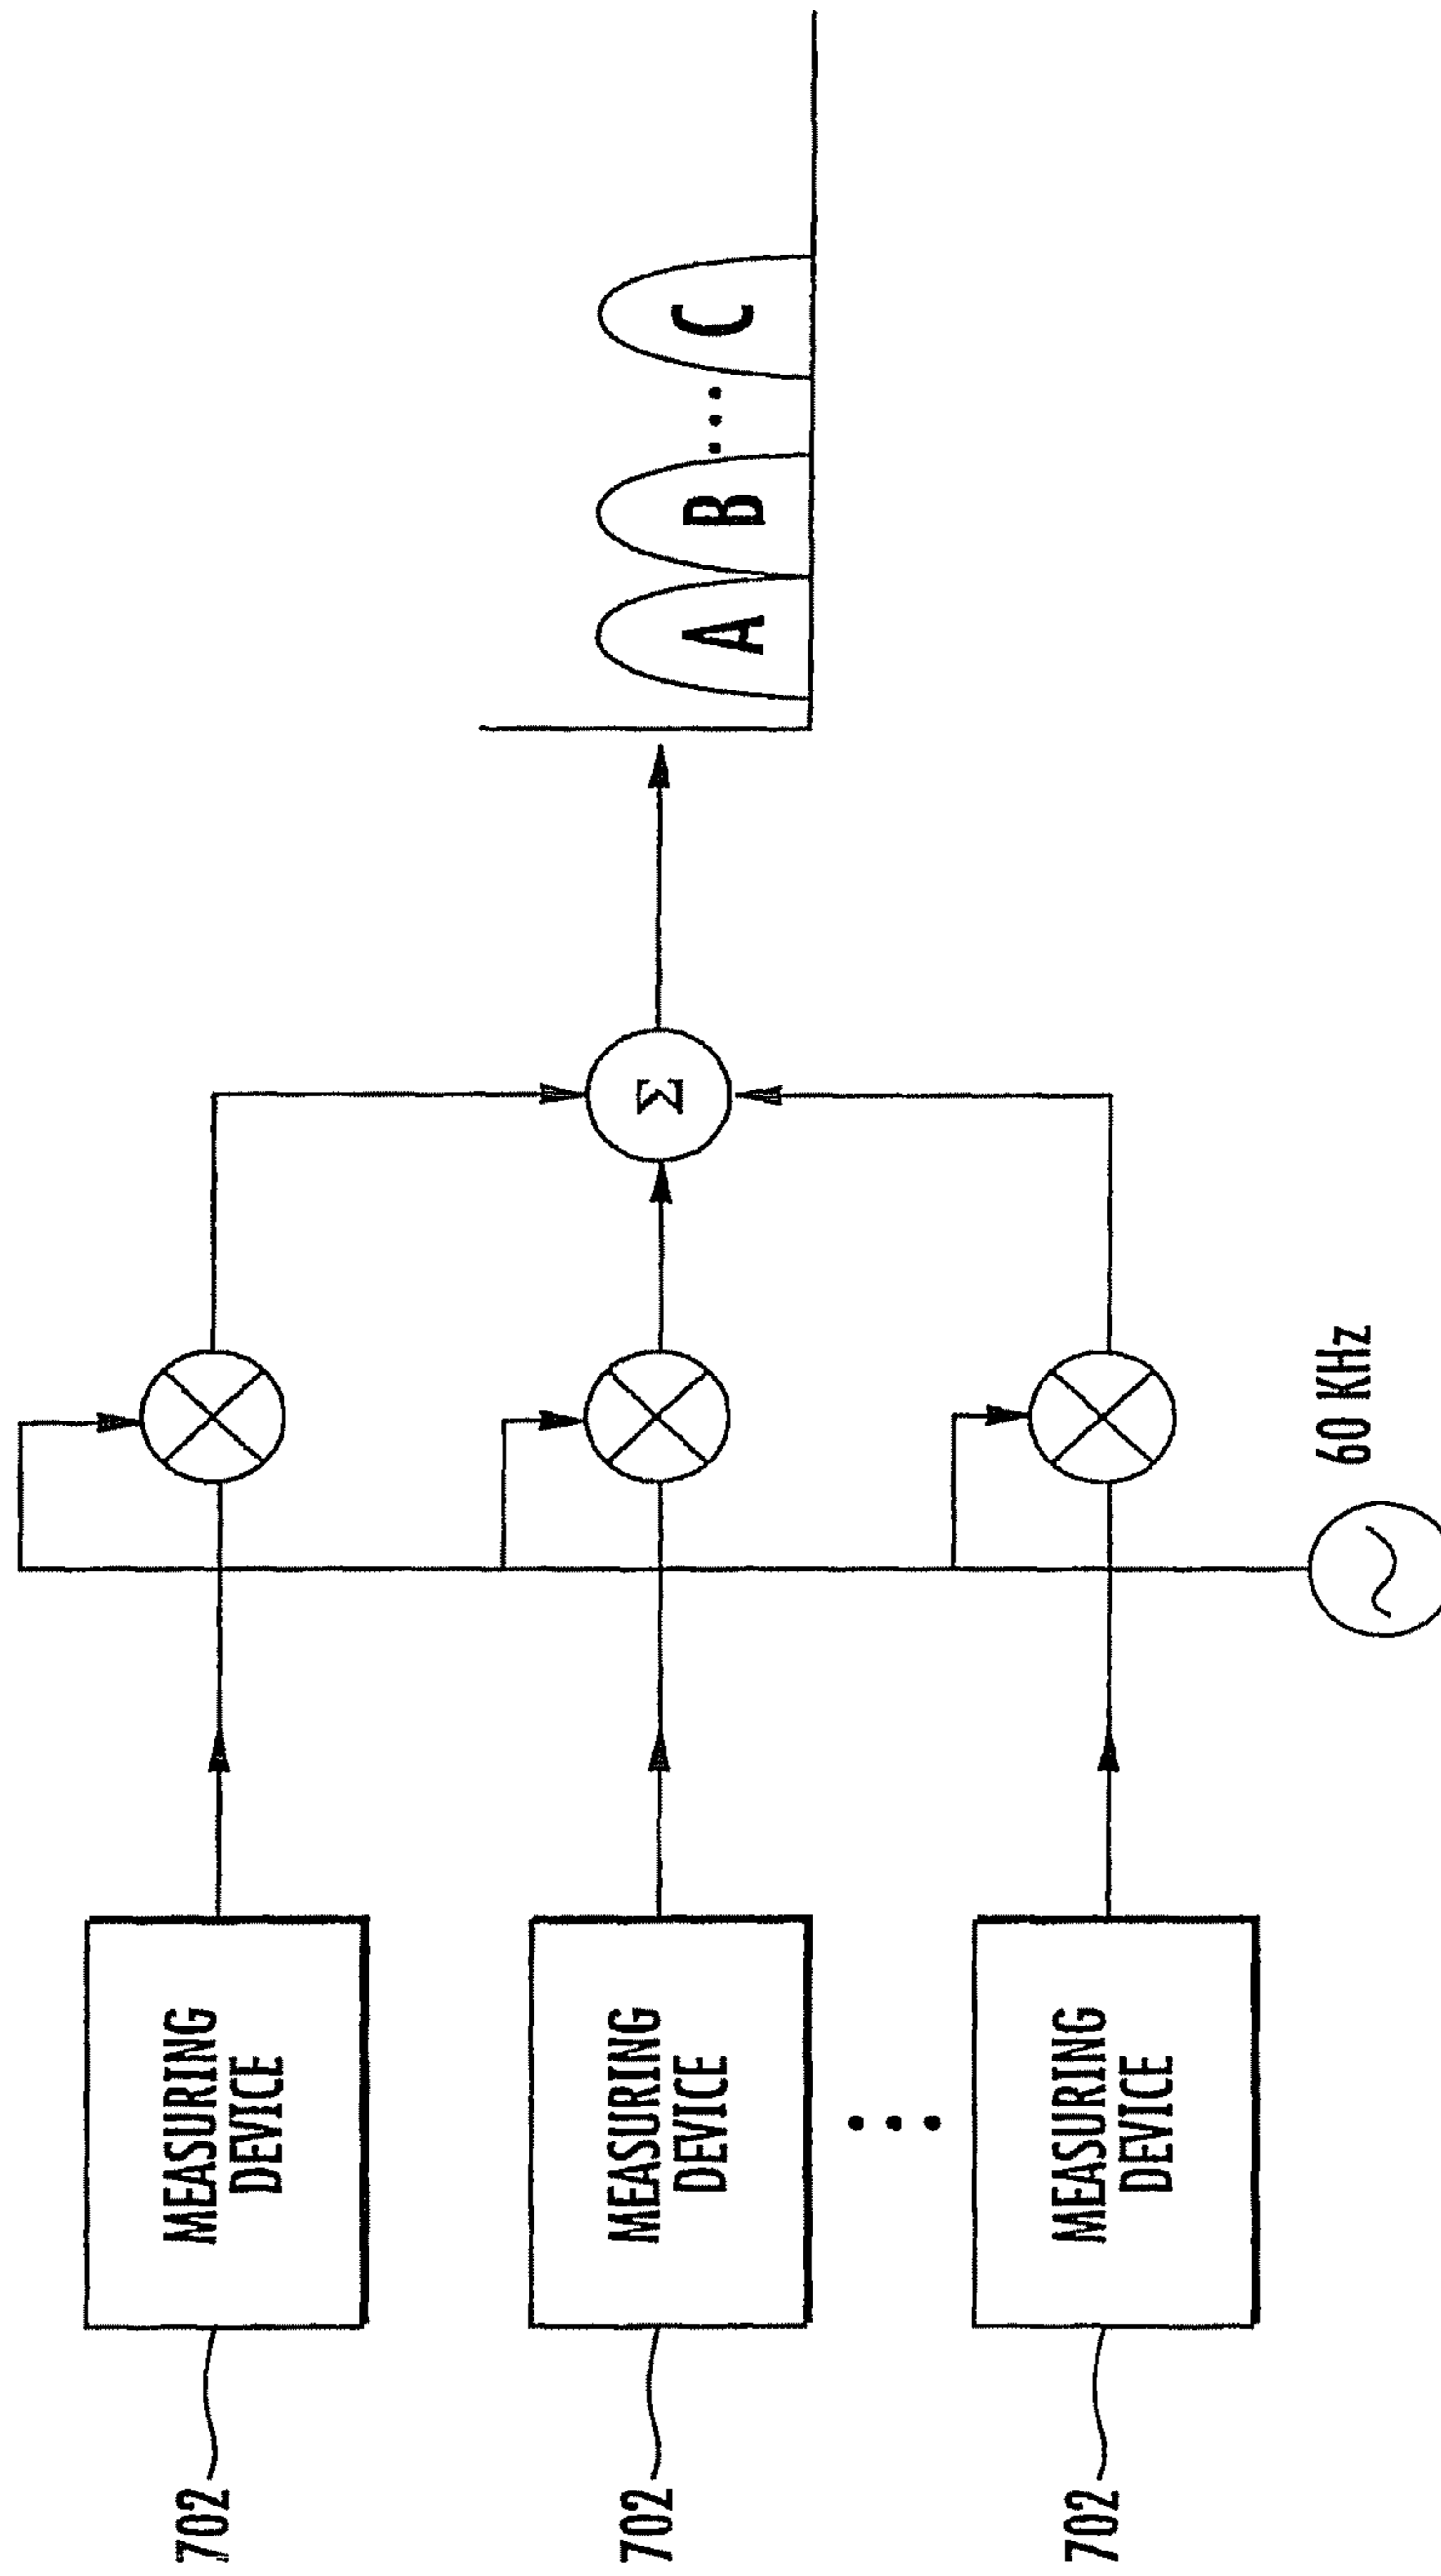 702
MEASURING
DEVICE
702
MEASURING
DEVICE
702
MEASURING
DEVICE
60 KHz
Σ
A B ... C